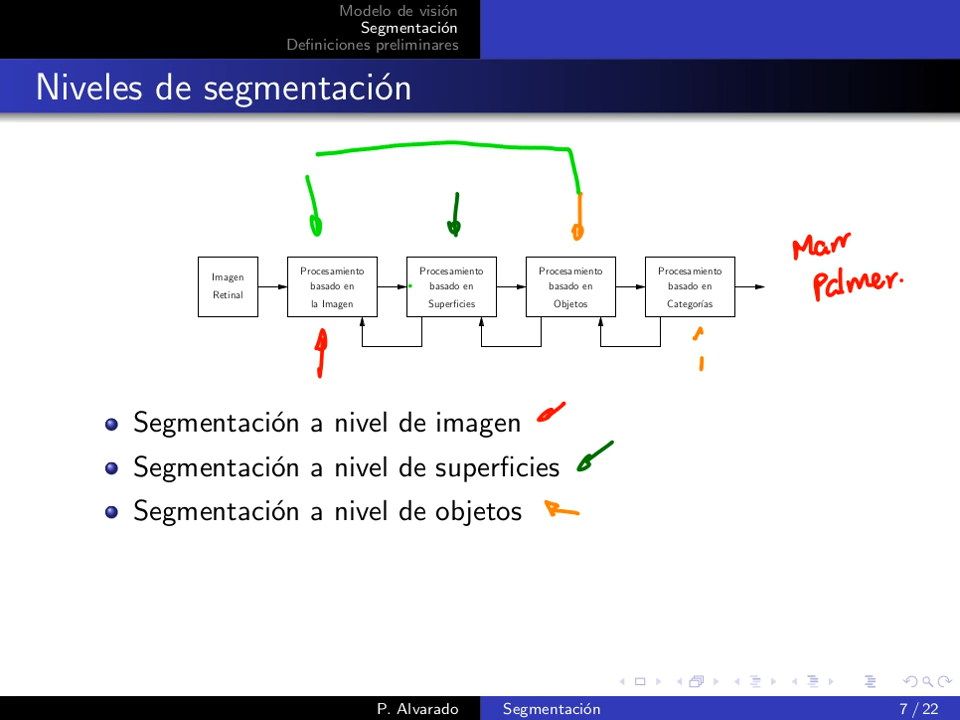 Modelo de visión
Segmentación
Definiciones preliminares
Niveles de segmentación
Imagen
Retinal
Procesamiento
basado en
la Imagen
Procesamiento
basado en
Superficies
Procesamiento
basado en
Objetos
Procesamiento
basado en
Categorías
Marr
Palmer.
Segmentación a nivel de imagen
Segmentación a nivel de superficies
Segmentación a nivel de objetos
P. Alvarado
Segmentación
7 / 22